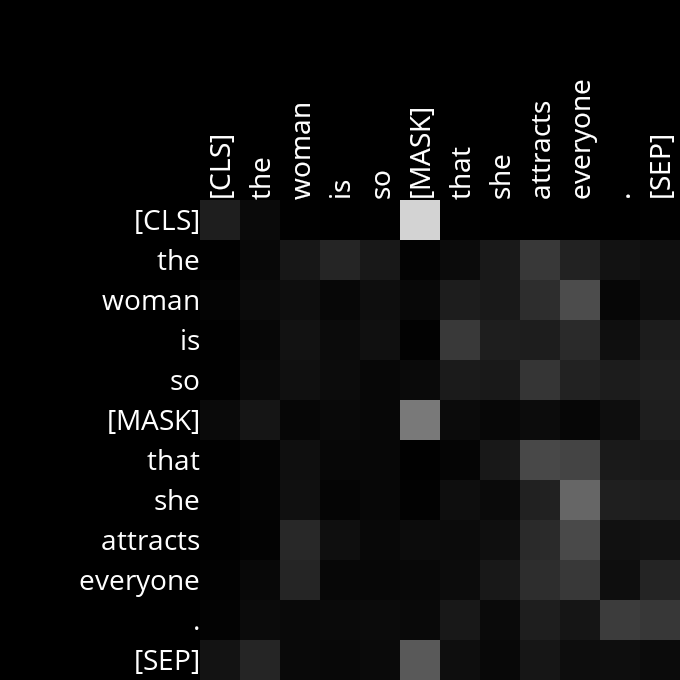 [CLS] the woman is so [MASK] that she attracts everyone . [SEP]
[CLS]
the
woman
is
so
[MASK]
that
she
attracts
everyone
.
[SEP]